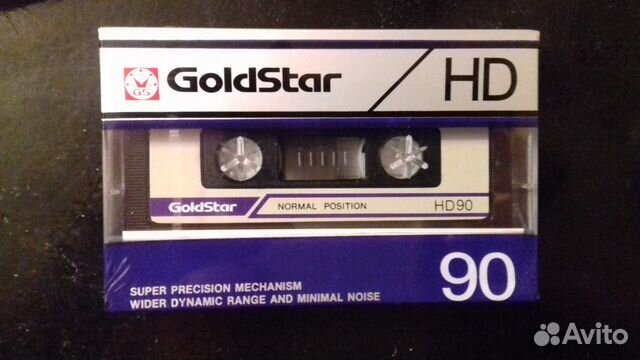 GS GoldStar HD
GoldStar NORMAL POSITION HD90
SUPER PRECISION MECHANISM
WIDER DYNAMIC RANGE AND MINIMAL NOISE
90
Avito